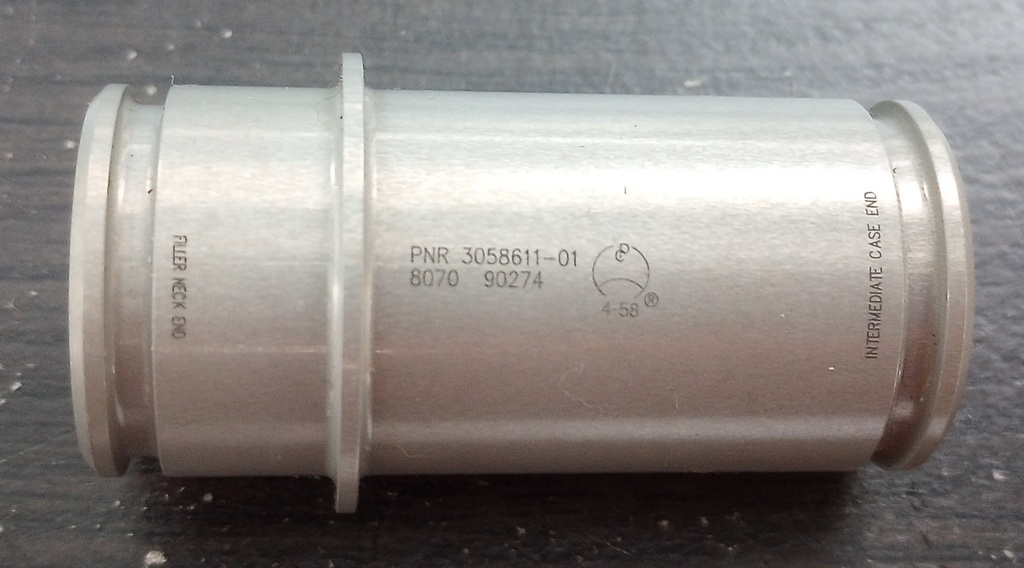 FILLER NECK END
PNR 3058611-01
8070 90274
4-58 ®
INTERMEDIATE CASE END